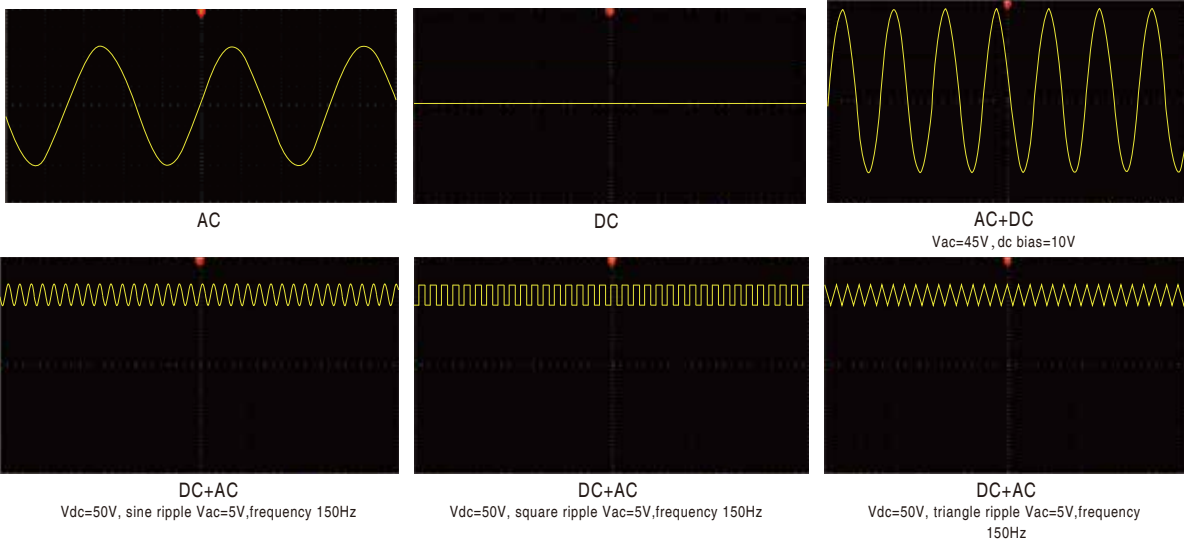 AC
DC
AC+DC
Vac=45V, dc bias=10V
DC+AC
Vdc=50V, sine ripple Vac=5V,frequency 150Hz
DC+AC
Vdc=50V, square ripple Vac=5V,frequency 150Hz
DC+AC
Vdc=50V, triangle ripple Vac=5V,frequency
150Hz